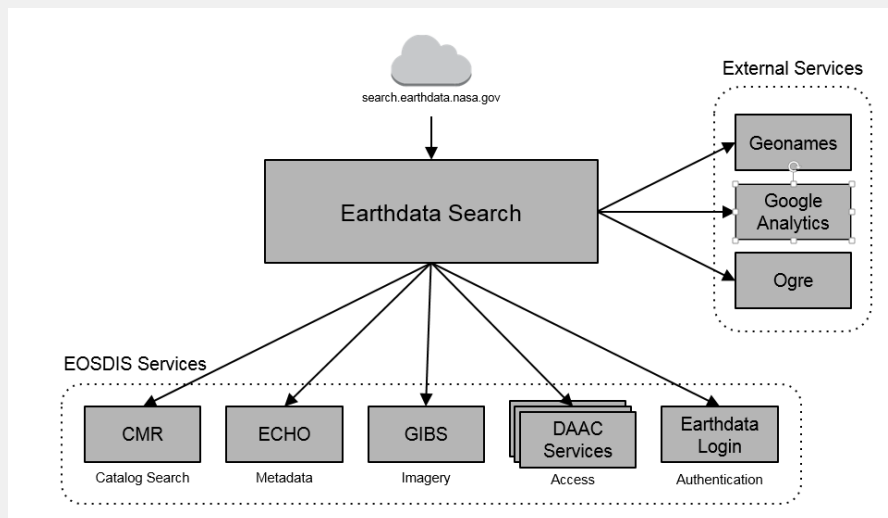 search.earthdata.nasa.gov
External Services
Earthdata Search
Geonames
Google
Analytics
Ogre
EOSDIS Services
CMR
ECHO
GIBS
DAAC
Services
Earthdata
Login
Catalog Search
Metadata
Imagery
Access
Authentication